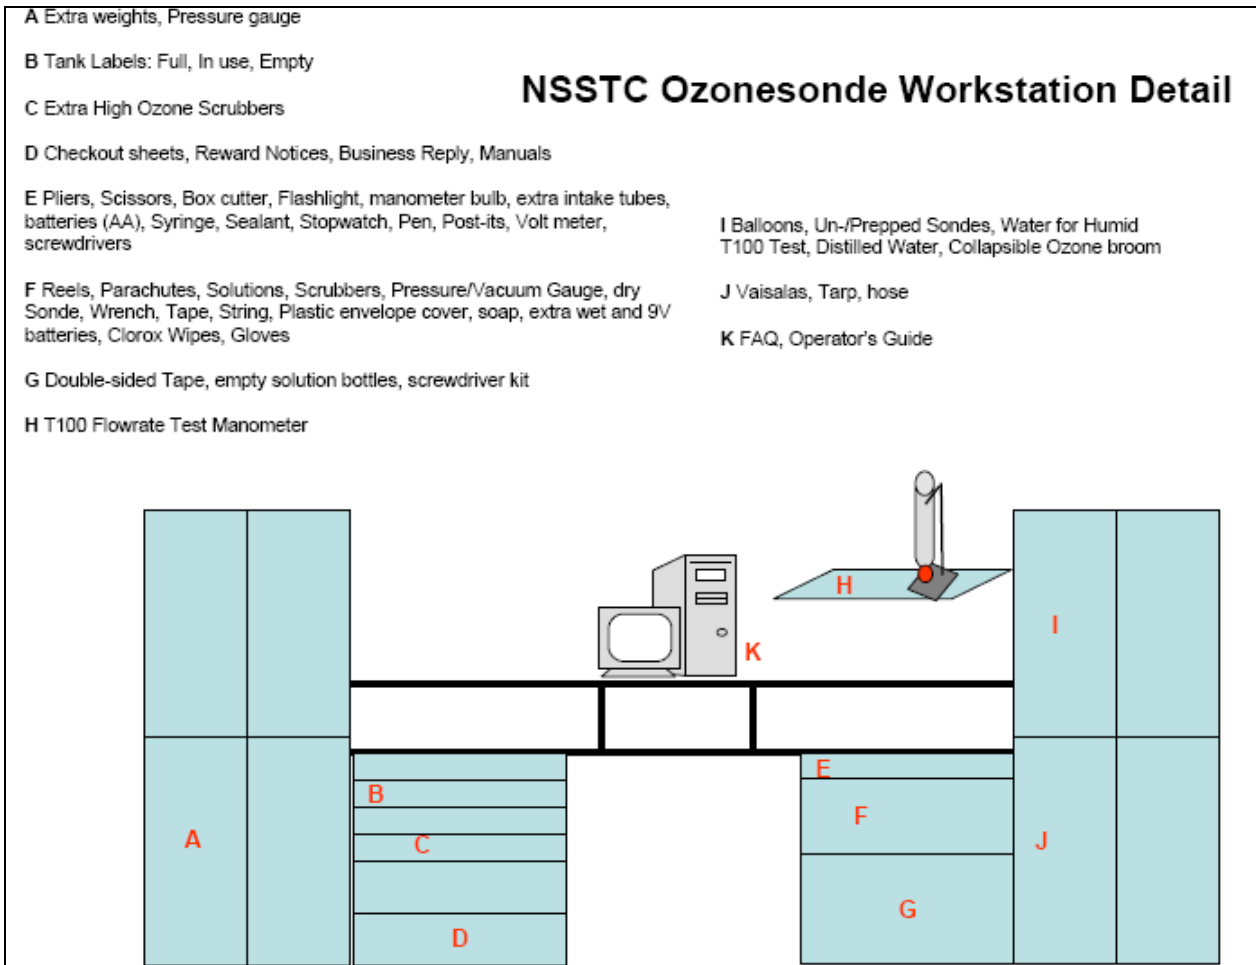 A Extra weights, Pressure gauge
B Tank Labels: Full, In use, Empty
NSSTC Ozonesonde Workstation Detail
C Extra High Ozone Scrubbers
D Checkout sheets, Reward Notices, Business Reply, Manuals
E Pliers, Scissors, Box cutter, Flashlight, manometer bulb, extra intake tubes,
batteries (AA), Syringe, Sealant, Stopwatch, Pen, Post-its, Volt meter,
screwdrivers
F Reels, Parachutes, Solutions, Scrubbers, Pressure/Vacuum Gauge, dry
Sonde, Wrench, Tape, String, Plastic envelope cover, soap, extra wet and 9V
batteries, Clorox Wipes, Gloves
G Double-sided Tape, empty solution bottles, screwdriver kit
H T100 Flowrate Test Manometer
I Balloons, Un-/Prepped Sondes, Water for Humid
T100 Test, Distilled Water, Collapsible Ozone broom
J Vaisalas, Tarp, hose
K FAQ, Operator's Guide
H
I
K
E
B
F
A
C
J
G
D